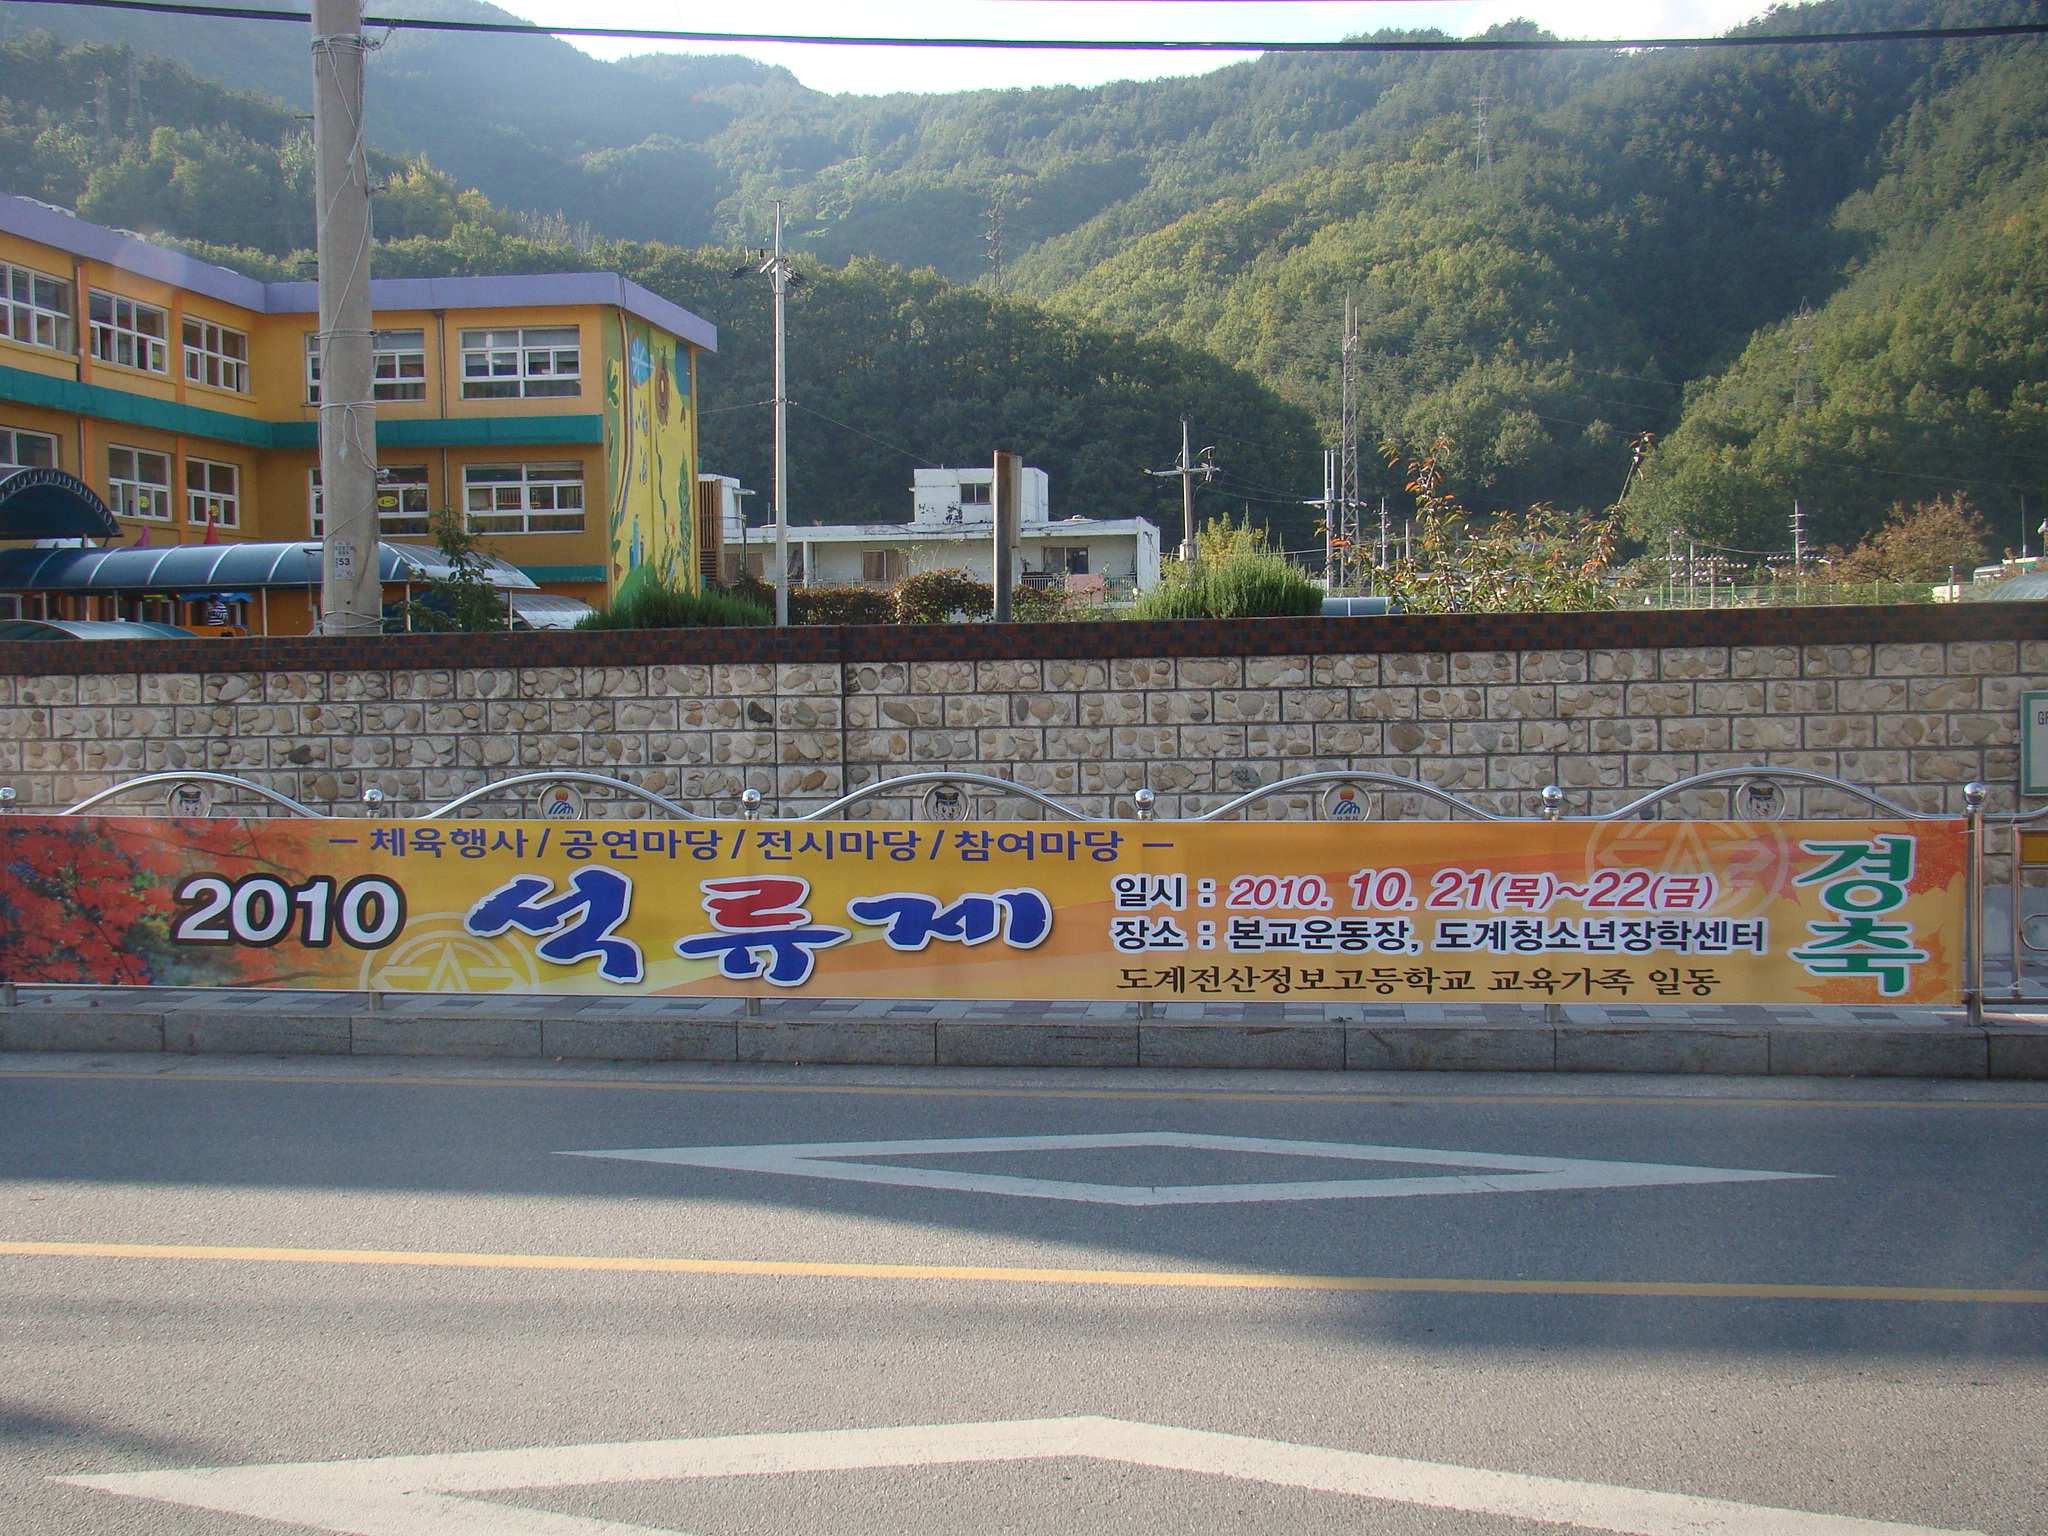 - 체육행사 / 공연마당 / 전시마당 / 참여마당 -
2010 석류제
일시 : 2010. 10. 21(목)~22(금)
장소 : 본교운동장, 도계청소년장학센터
도계전산정보고등학교 교육가족 일동
경축
53